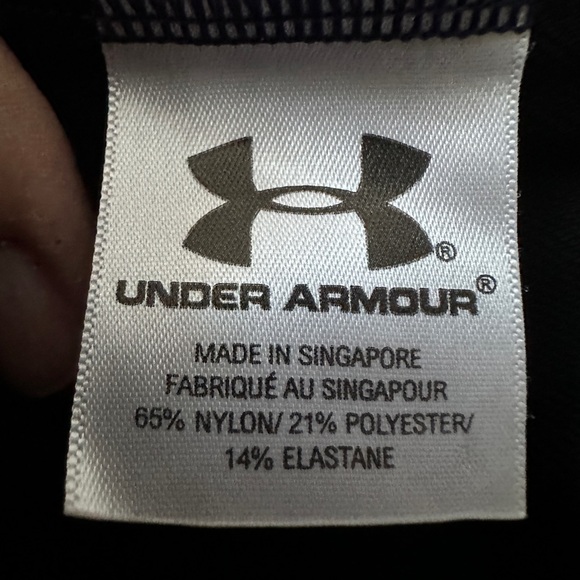 ®
UNDER ARMOUR®
MADE IN SINGAPORE
FABRIQUÉ AU SINGAPOUR
65% NYLON/ 21% POLYESTER/
14% ELASTANE